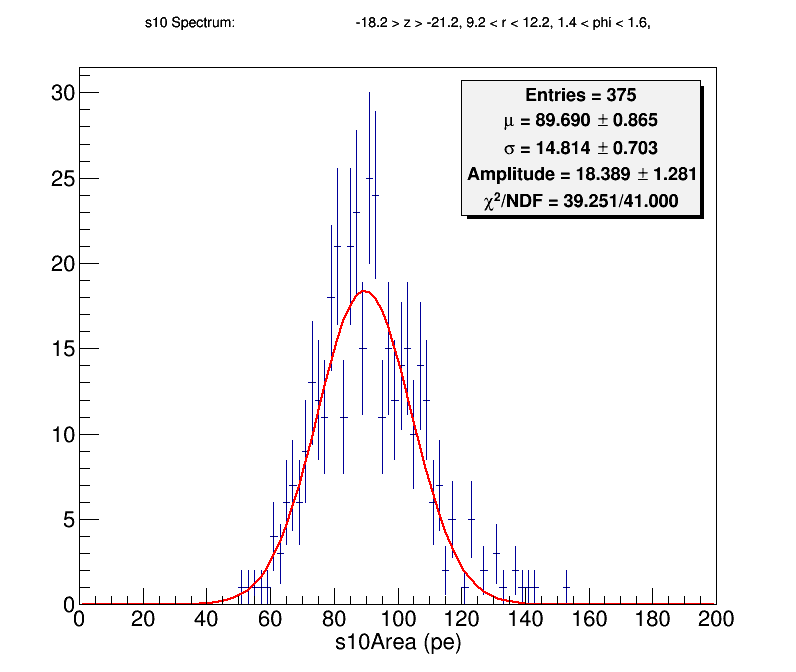 s10 Spectrum: -18.2 > z > -21.2, 9.2 < r < 12.2, 1.4 < phi < 1.6,
Entries = 375
μ = 89.690 ± 0.865
σ = 14.814 ± 0.703
Amplitude = 18.389 ± 1.281
χ²/NDF = 39.251/41.000
30
25
20
15
10
5
0
0 20 40 60 80 100 120 140 160 180 200
s10Area (pe)